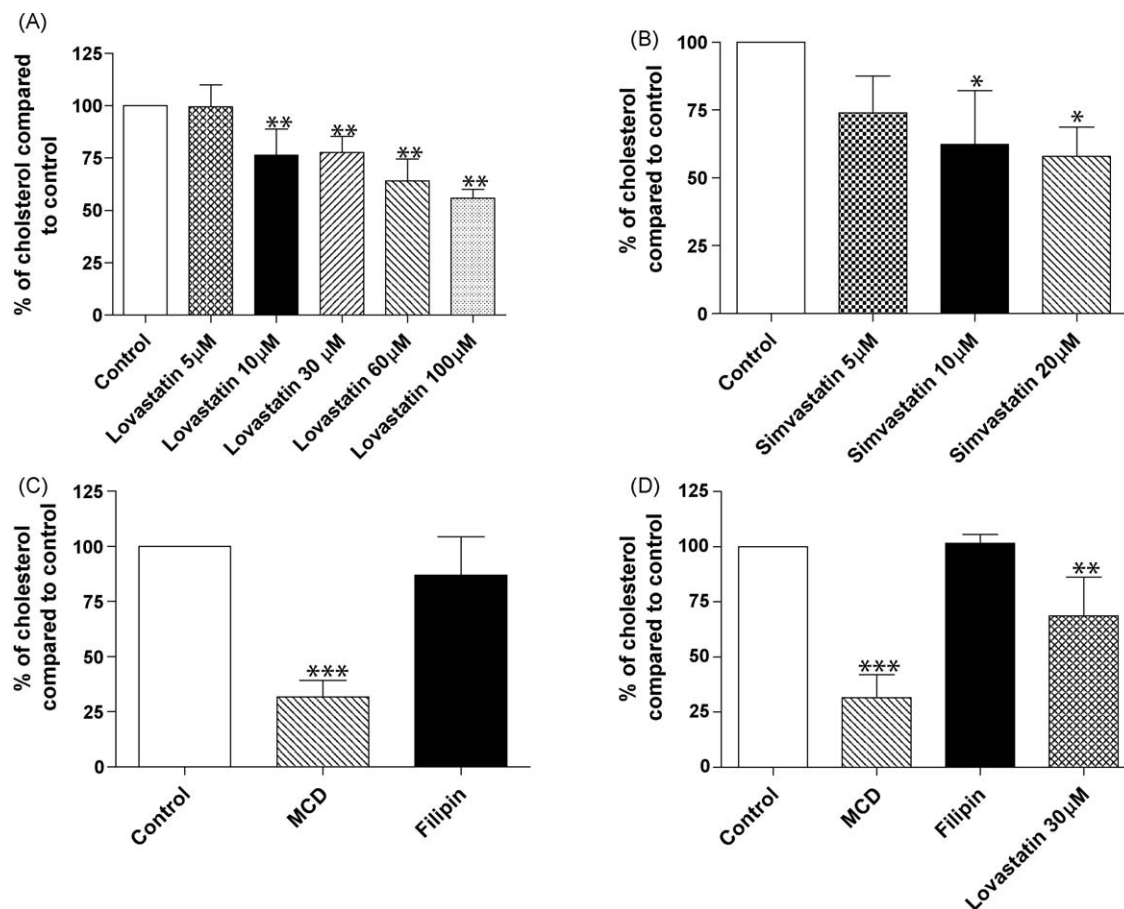 (A)
% of cholsterol compared
to control
125
100
75
50
25
0
**
**
**
**
Control
Lovastatin 5µM
Lovastatin 10µM
Lovastatin 30 µM
Lovastatin 60µM
Lovastatin 100µM
(B)
% of cholesterol
compared to control
100
75
50
25
0
*
*
Control
Simvastatin 5µM
Simvastatin 10µM
Simvastatin 20µM
(C)
% of cholesterol
compared to control
125
100
75
50
25
0
***
Control
MCD
Filipin
(D)
% of cholesterol
compared to control
125
100
75
50
25
0
***
**
Control
MCD
Filipin
Lovastatin 30µM